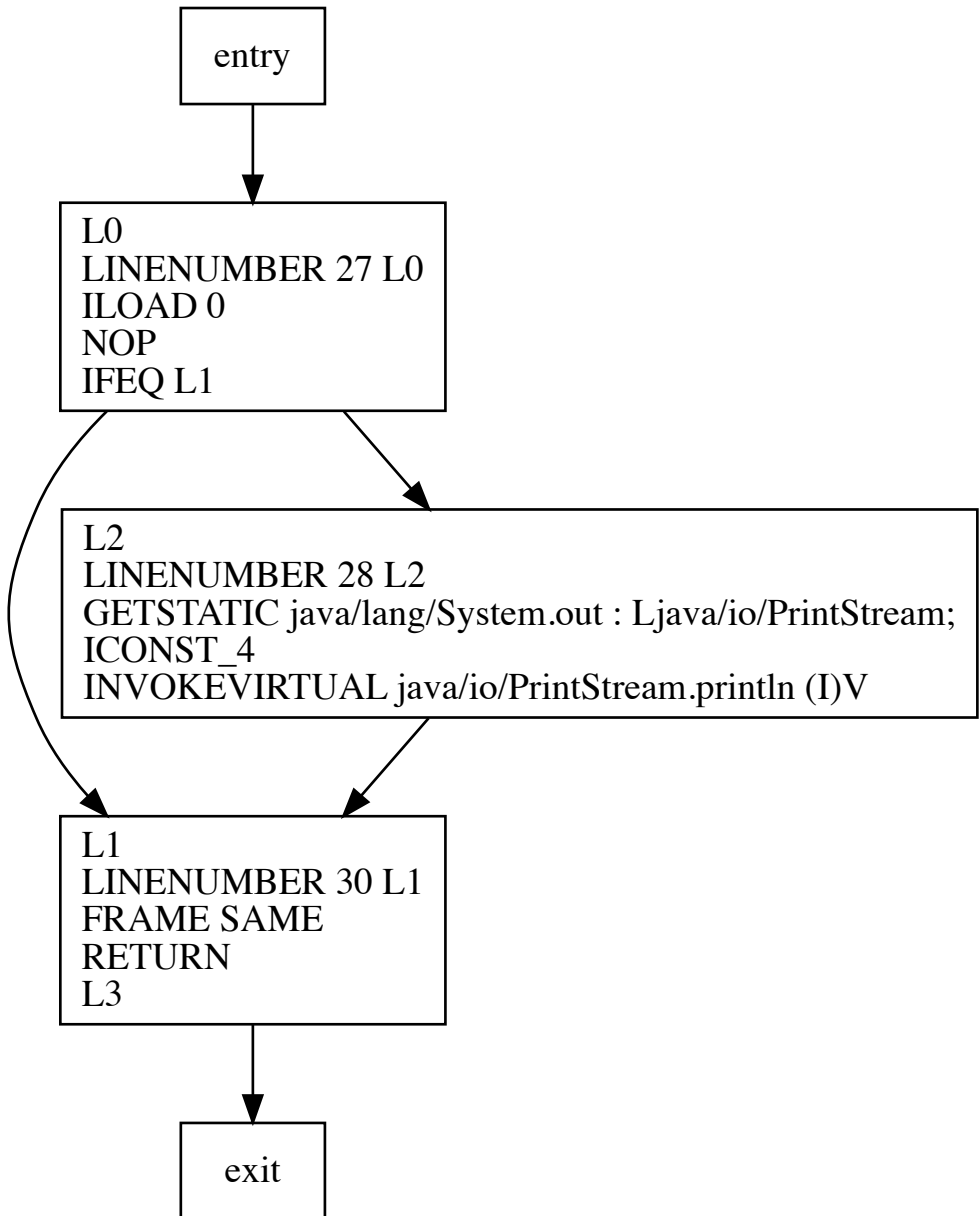 entry
L0
LINENUMBER 27 L0
ILOAD 0
NOP
IFEQ L1
L2
LINENUMBER 28 L2
GETSTATIC java/lang/System.out : Ljava/io/PrintStream;
ICONST_4
INVOKEVIRTUAL java/io/PrintStream.println (I)V
L1
LINENUMBER 30 L1
FRAME SAME
RETURN
L3
exit